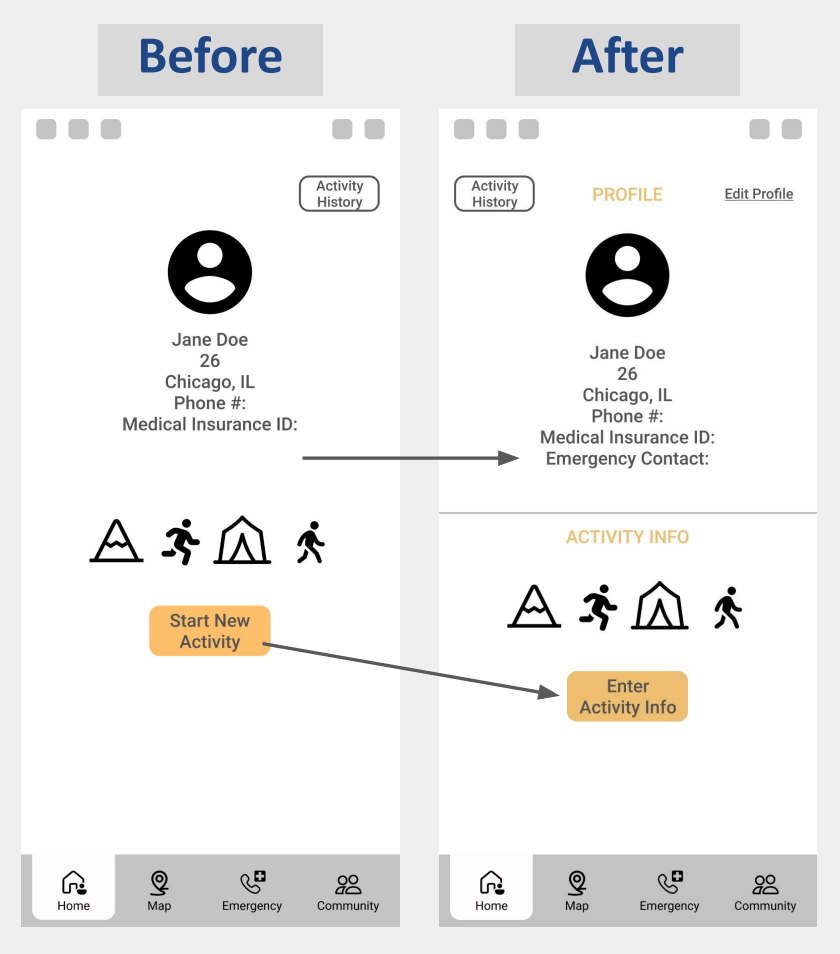 Before
Activity
History
Jane Doe
26
Chicago, IL
Phone #:
Medical Insurance ID:
Start New
Activity
Home
Map
Emergency
Community
After
Activity
History
PROFILE
Edit Profile
Jane Doe
26
Chicago, IL
Phone #:
Medical Insurance ID:
Emergency Contact:
ACTIVITY INFO
Enter
Activity Info
Home
Map
Emergency
Community